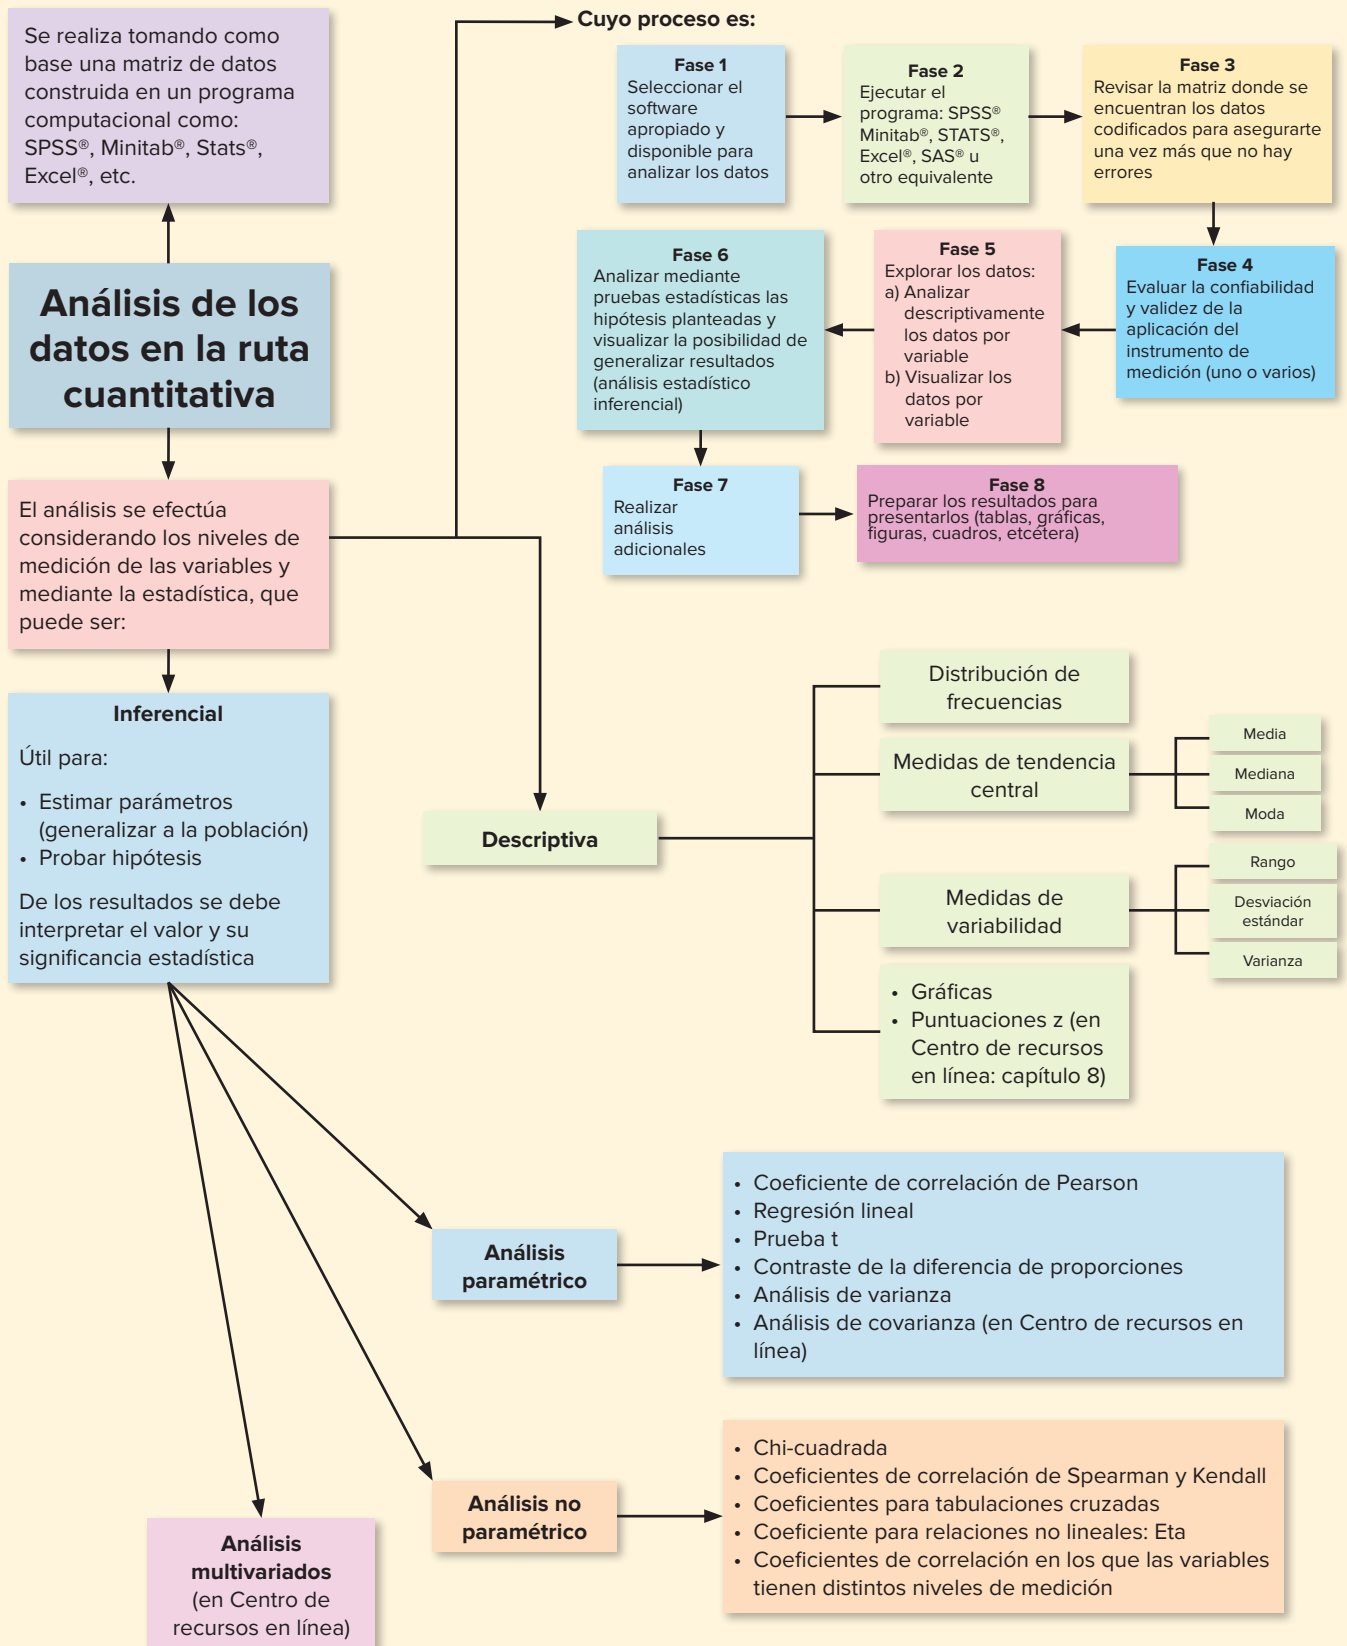 Se realiza tomando como
base una matriz de datos
construida en un programa
computacional como:
SPSS®, Minitab®, Stats®,
Excel®, etc.
Análisis de los
datos en la ruta
cuantitativa
El análisis se efectúa
considerando los niveles de
medición de las variables y
mediante la estadística, que
puede ser:
Cuyo proceso es:
Fase 1
Seleccionar el
software
apropiado y
disponible para
analizar los datos
Fase 2
Ejecutar el
programa: SPSS®
Minitab®, STATS®,
Excel®, SAS® u
otro equivalente
Fase 3
Revisar la matriz donde se
encuentran los datos
codificados para asegurarte
una vez más que no hay
errores
Fase 4
Evaluar la confiabilidad
y validez de la
aplicación del
instrumento de
medición (uno o varios)
Fase 5
Explorar los datos:
a) Analizar
descriptivamente
los datos por
variable
b) Visualizar los
datos por
variable
Fase 6
Analizar mediante
pruebas estadísticas las
hipótesis planteadas y
visualizar la posibilidad de
generalizar resultados
(análisis estadístico
inferencial)
Fase 7
Realizar
análisis
adicionales
Fase 8
Preparar los resultados para
presentarlos (tablas, gráficas,
figuras, cuadros, etcétera)
Inferencial
Útil para:
• Estimar parámetros
(generalizar a la población)
• Probar hipótesis
De los resultados se debe
interpretar el valor y su
significancia estadística
Descriptiva
Distribución de
frecuencias
Medidas de tendencia
central
Media
Mediana
Moda
Medidas de
variabilidad
Rango
Desviación
estándar
Varianza
• Gráficas
• Puntuaciones z (en
Centro de recursos
en línea: capítulo 8)
Análisis
paramétrico
• Coeficiente de correlación de Pearson
• Regresión lineal
• Prueba t
• Contraste de la diferencia de proporciones
• Análisis de varianza
• Análisis de covarianza (en Centro de recursos en
línea)
Análisis no
paramétrico
• Chi-cuadrada
• Coeficientes de correlación de Spearman y Kendall
• Coeficientes para tabulaciones cruzadas
• Coeficiente para relaciones no lineales: Eta
• Coeficientes de correlación en los que las variables
tienen distintos niveles de medición
Análisis
multivariados
(en Centro de
recursos en línea)